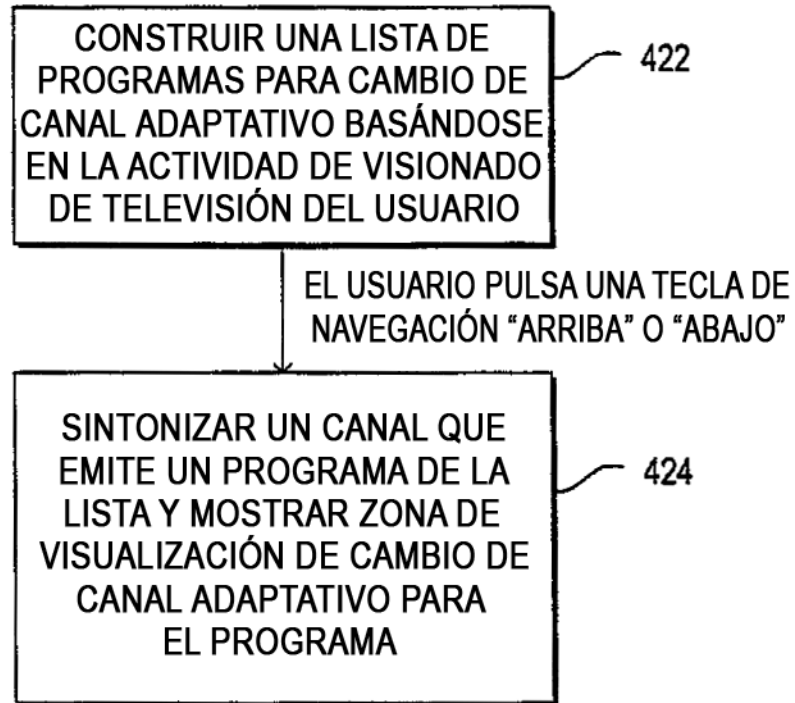 CONSTRUIR UNA LISTA DE
PROGRAMAS PARA CAMBIO DE
CANAL ADAPTATIVO BASÁNDOSE
EN LA ACTIVIDAD DE VISIONADO
DE TELEVISIÓN DEL USUARIO
422
EL USUARIO PULSA UNA TECLA DE
NAVEGACIÓN “ARRIBA” O “ABAJO”
SINTONIZAR UN CANAL QUE
EMITE UN PROGRAMA DE LA
LISTA Y MOSTRAR ZONA DE
VISUALIZACIÓN DE CAMBIO DE
CANAL ADAPTATIVO PARA
EL PROGRAMA
424